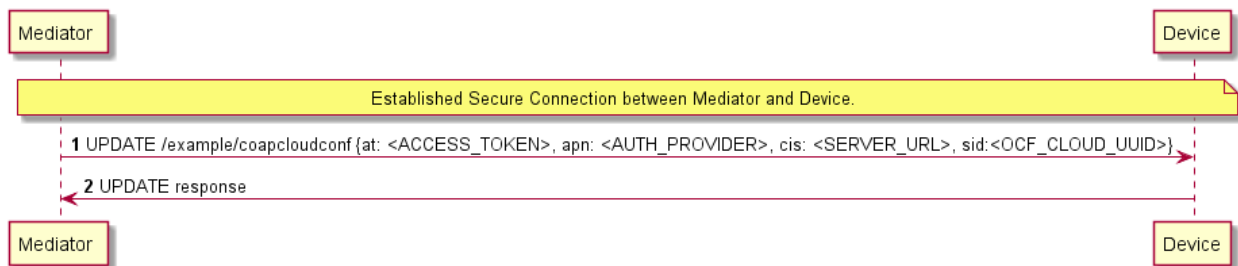 Mediator
Device
Established Secure Connection between Mediator and Device.
1 UPDATE /example/coapcloudconf {at: <ACCESS_TOKEN>, apn: <AUTH_PROVIDER>, cis: <SERVER_URL>, sid:<OCF_CLOUD_UUID>}
2 UPDATE response
Mediator
Device